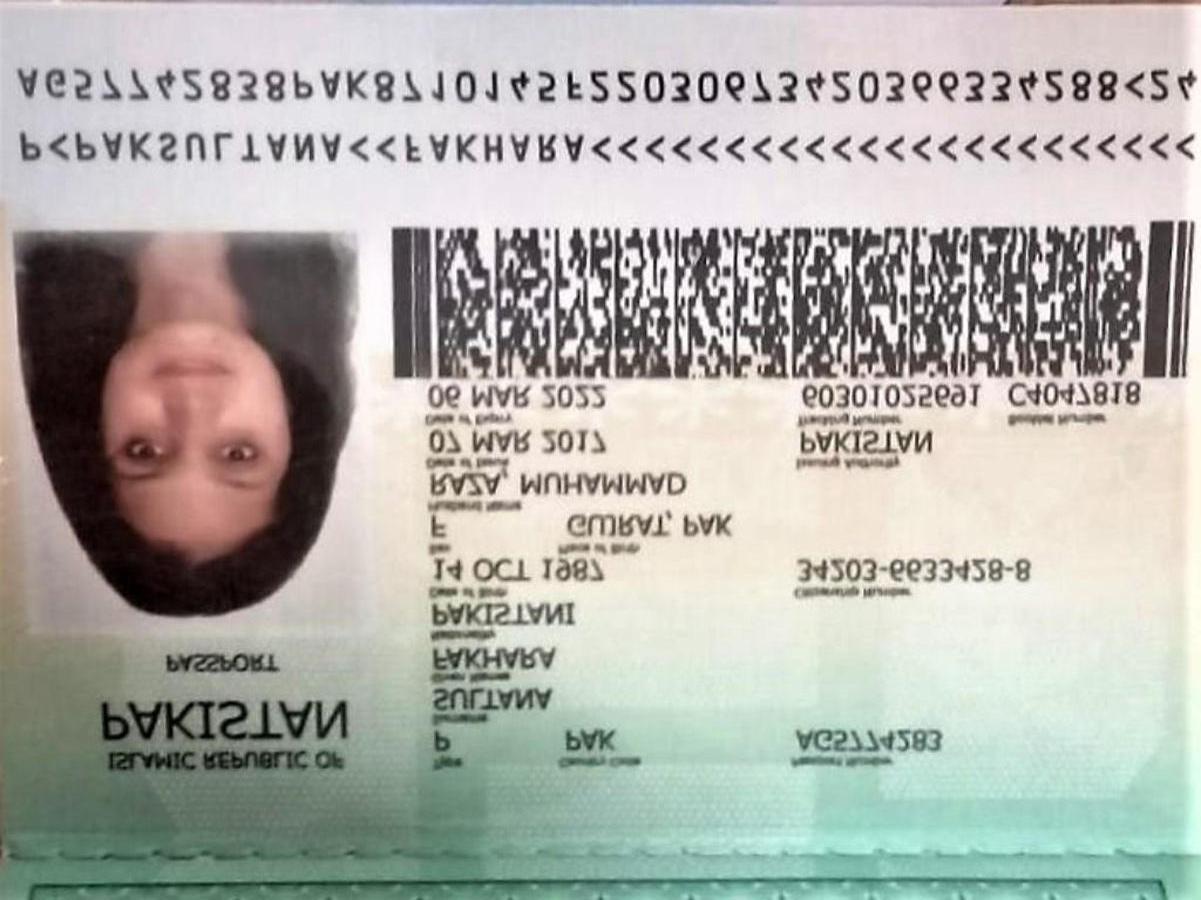 ISLAMIC REPUBLIC OF
PAKISTAN
PASSPORT
Type Country Code Passport Number
P PAK AG5774283
Surname
SULTANA
Given Names
FAKHARA
Nationality
PAKISTANI
Date of Birth Citizenship Number
14 OCT 1987 34203-6633428-8
Sex Place of Birth
F GUJRAT, PAK
Husband Name
RAZA, MUHAMMAD
Date of Issue Issuing Authority
07 MAR 2017 PAKISTAN
Date of Expiry Tracking Number Booklet Number
06 MAR 2022 60301025691 C4047818
P<PAKSULTANA<<FAKHARA<<<<<<<<<<<<<<<<<<<<<<<
AG57742838PAK8710145F22030673420366334288<24